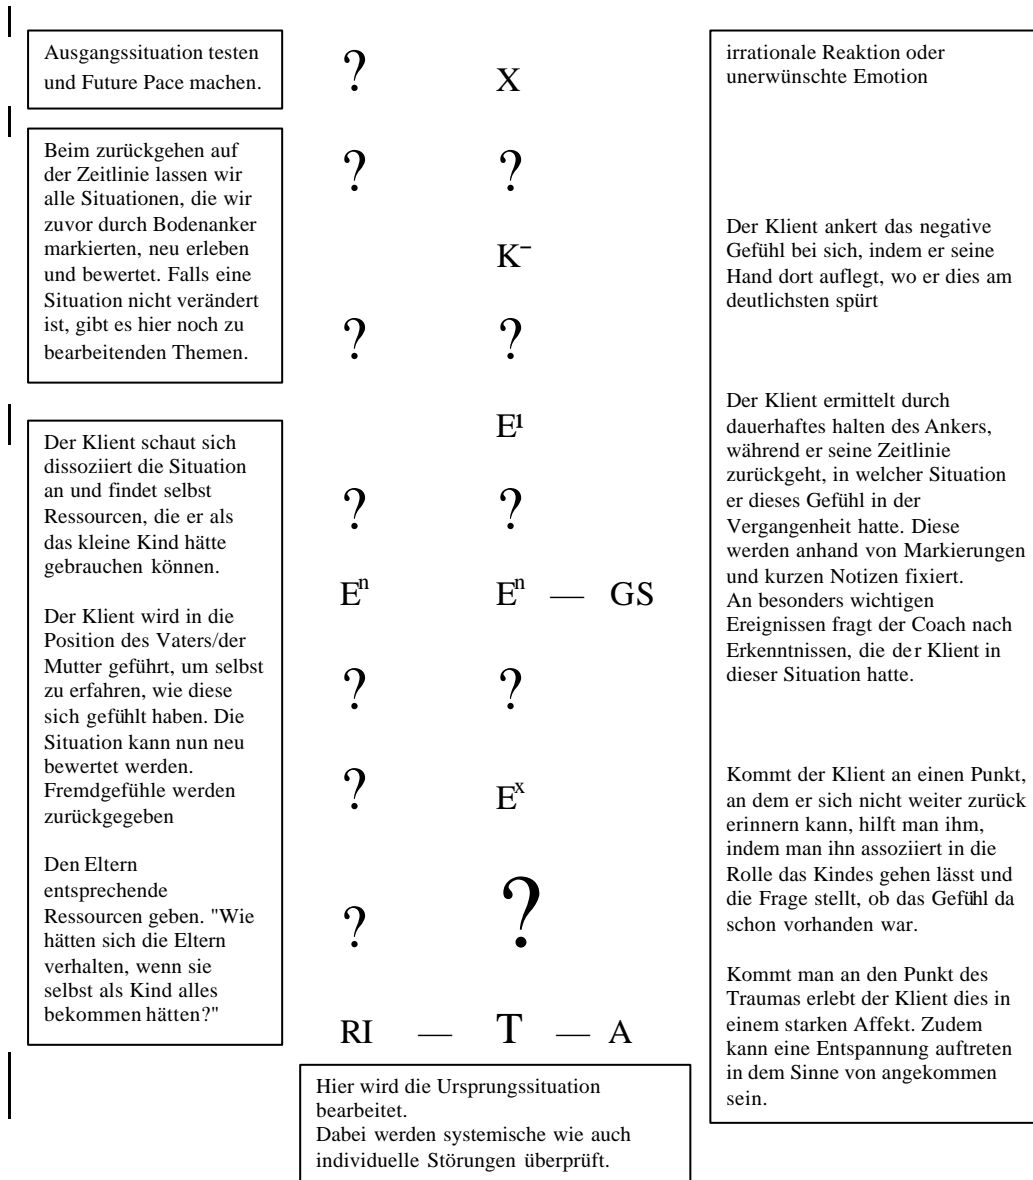 Ausgangssituation testen
und Future Pace machen.
? X
irrationale Reaktion oder
unerwünschte Emotion
Beim zurückgehen auf
der Zeitlinie lassen wir
alle Situationen, die wir
zuvor durch Bodenanker
markierten, neu erleben
und bewertet. Falls eine
Situation nicht verändert
ist, gibt es hier noch zu
bearbeitenden Themen.
? ?
K⁻
Der Klient ankert das negative
Gefühl bei sich, indem er seine
Hand dort auflegt, wo er dies am
deutlichsten spürt
? ?
E¹
Der Klient ermittelt durch
dauerhaftes halten des Ankers,
während er seine Zeitlinie
zurückgeht, in welcher Situation
er dieses Gefühl in der
Vergangenheit hatte. Diese
werden anhand von Markierungen
und kurzen Notizen fixiert.
An besonders wichtigen
Ereignissen fragt der Coach nach
Erkenntnissen, die der Klient in
dieser Situation hatte.
Der Klient schaut sich
dissoziiert die Situation
an und findet selbst
Ressourcen, die er als
das kleine Kind hätte
gebrauchen können.
Der Klient wird in die
Position des Vaters/der
Mutter geführt, um selbst
zu erfahren, wie diese
sich gefühlt haben. Die
Situation kann nun neu
bewertet werden.
Fremdgefühle werden
zurückgegeben
Den Eltern
entsprechende
Ressourcen geben. "Wie
hätten sich die Eltern
verhalten, wenn sie
selbst als Kind alles
bekommen hätten?"
? ?
Eⁿ Eⁿ — GS
? ?
? Eˣ
Kommt der Klient an einen Punkt,
an dem er sich nicht weiter zurück
erinnern kann, hilft man ihm,
indem man ihn assoziiert in die
Rolle das Kindes gehen lässt und
die Frage stellt, ob das Gefühl da
schon vorhanden war.
Kommt man an den Punkt des
Traumas erlebt der Klient dies in
einem starken Affekt. Zudem
kann eine Entspannung auftreten
in dem Sinne von angekommen
sein.
? ?
RI — T — A
Hier wird die Ursprungssituation
bearbeitet.
Dabei werden systemische wie auch
individuelle Störungen überprüft.